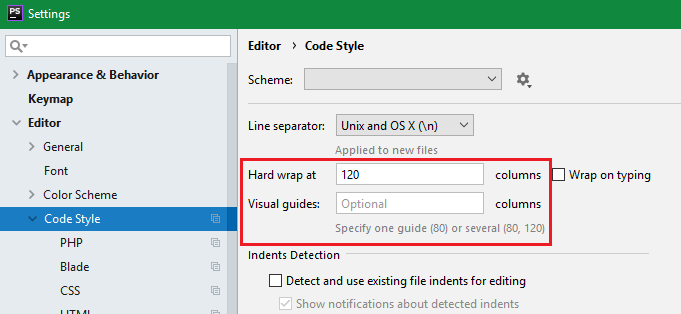 PS Settings
Editor > Code Style
Appearance & Behavior
Scheme:
Keymap
Editor
General
Line separator: Unix and OS X (\n)
Applied to new files
Font
Hard wrap at 120 columns Wrap on typing
Color Scheme
Visual guides: Optional columns
Code Style
Specify one guide (80) or several (80, 120)
PHP
Indents Detection
Blade
Detect and use existing file indents for editing
CSS
Show notifications about detected indents
HTML